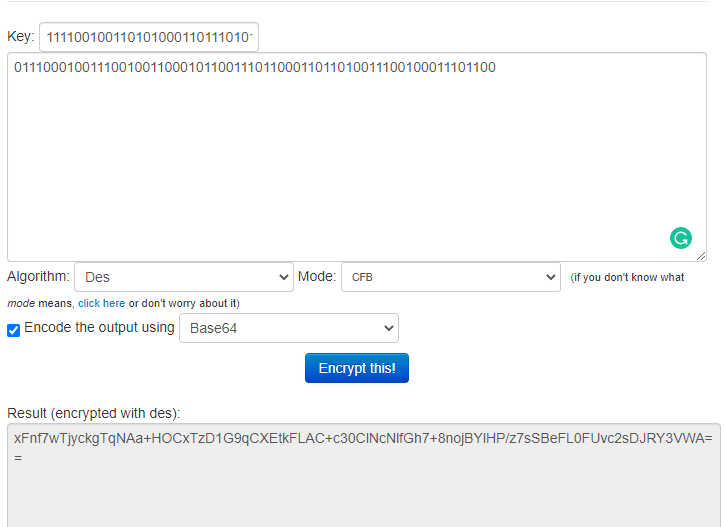 Key: 1111001001101010001101110101
0111000100111001001100010110011101100011011010011100100011101100
Algorithm: Des Mode: CFB (if you don't know what
mode means, click here or don't worry about it)
Encode the output using Base64
Encrypt this!
Result (encrypted with des):
xFnf7wTjyckgTqNAa+HOCxTzD1G9qCXEtkFLAC+c30ClNcNlfGh7+8nojBYlHP/z7sSBeFL0FUvc2sDJRY3VWA=
=